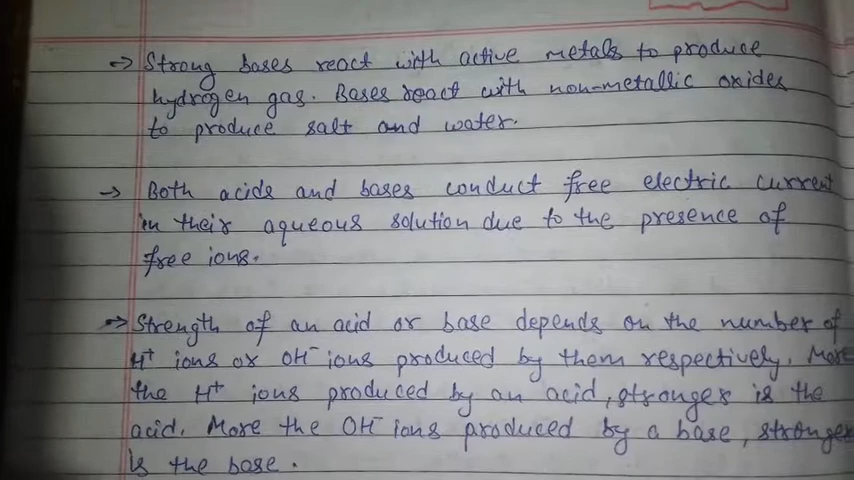 → Strong bases react with active metals to produce
hydrogen gas. Bases react with non-metallic oxides
to produce salt and water.
→ Both acids and bases conduct free electric current
in their aqueous solution due to the presence of
free ions.
→ Strength of an acid or base depends on the number of
H⁺ ions or OH⁻ ions produced by them respectively. More
the H⁺ ions produced by an acid, stronger is the
acid. More the OH⁻ ions produced by a base, stronger
is the base.